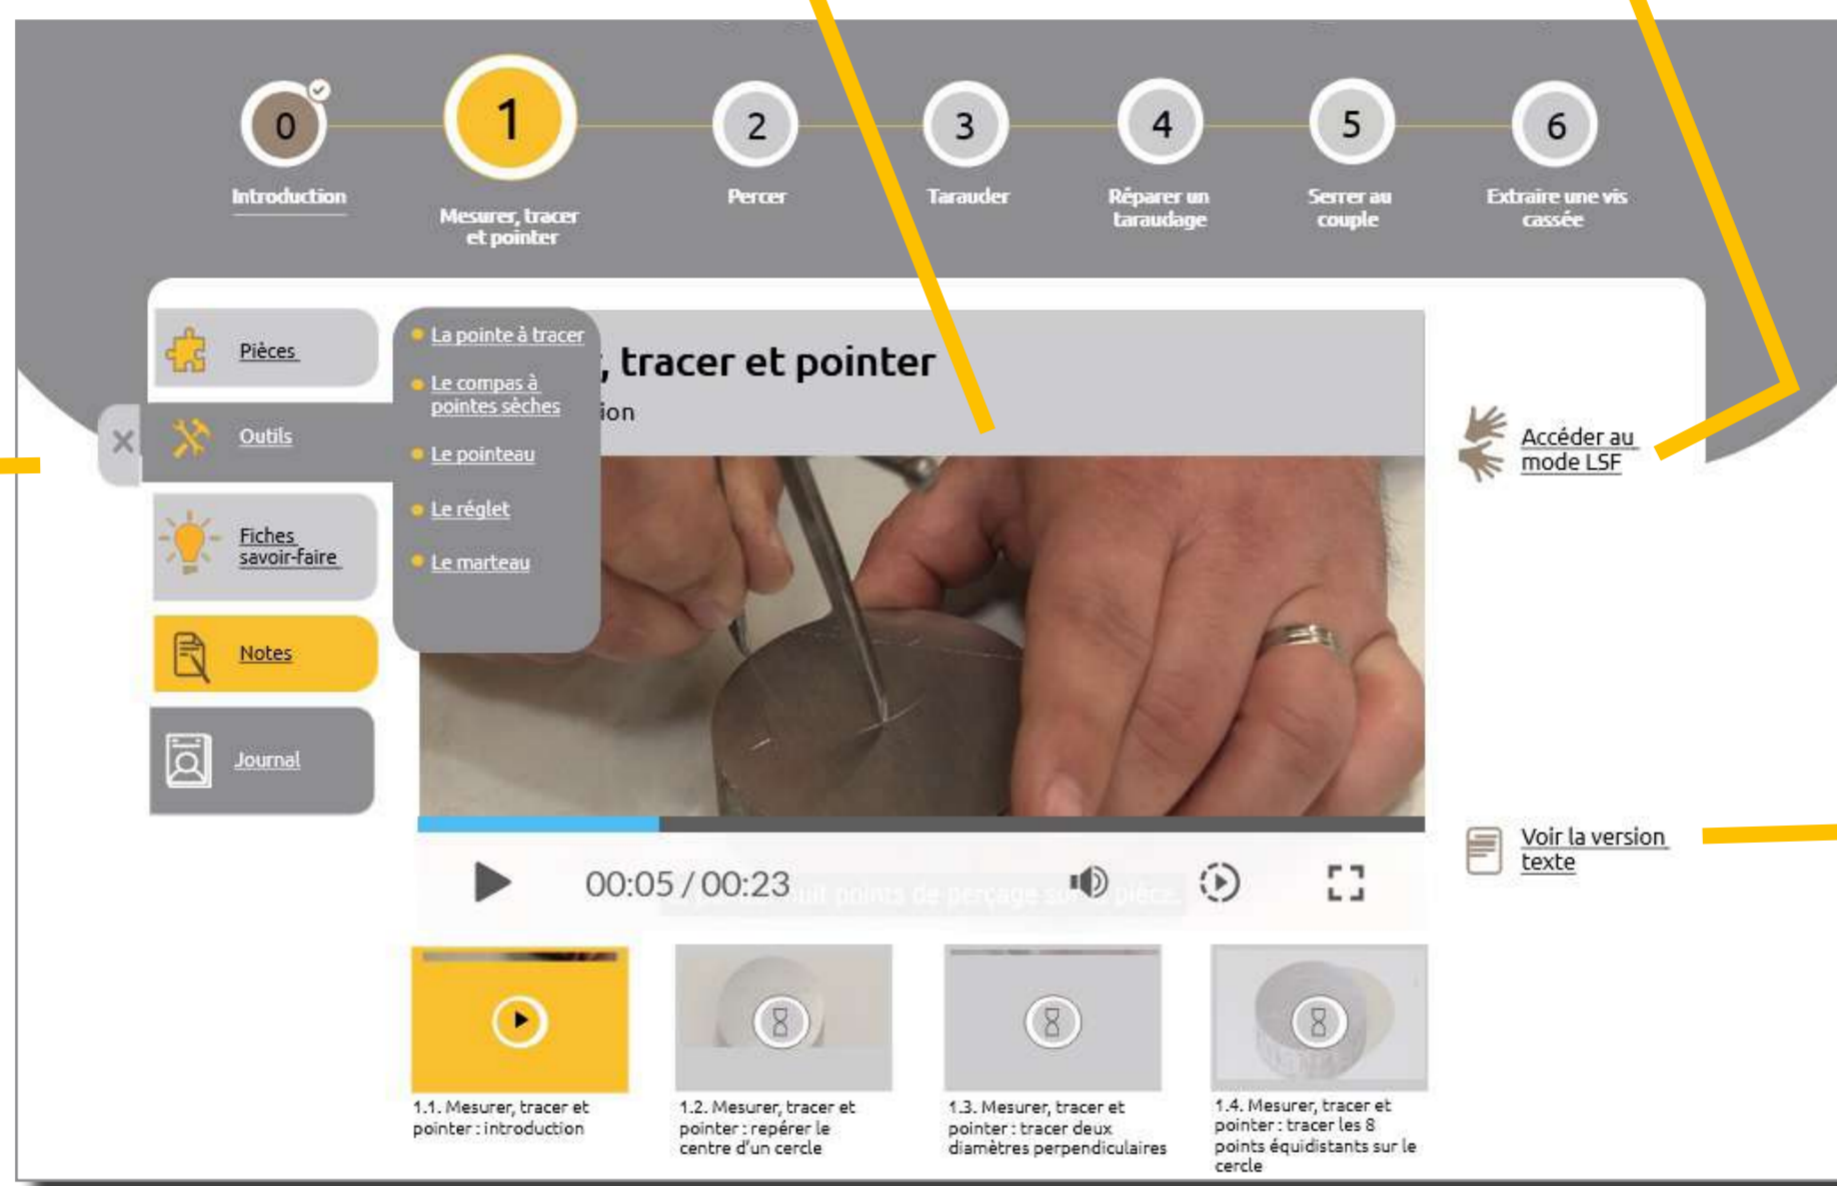 0
1
2
3
4
5
6
Introduction
Mesurer, tracer
et pointer
Percer
Tarauder
Réparer un
taraudage
Serrer au
couple
Extraire une vis
cassée
Pièces
Outils
Fiches
savoir-faire
Notes
Journal
La pointe à tracer
Le compas à
pointes sèches
Le pointeau
Le réglet
Le marteau
, tracer et pointer
ion
Accéder au
mode LSF
Voir la version
texte
00:05 / 00:23
points de perçage
1.1. Mesurer, tracer et
pointer : introduction
1.2. Mesurer, tracer et
pointer : repérer le
centre d'un cercle
1.3. Mesurer, tracer et
pointer : tracer deux
diamètres perpendiculaires
1.4. Mesurer, tracer et
pointer : tracer les 8
points équidistants sur le
cercle